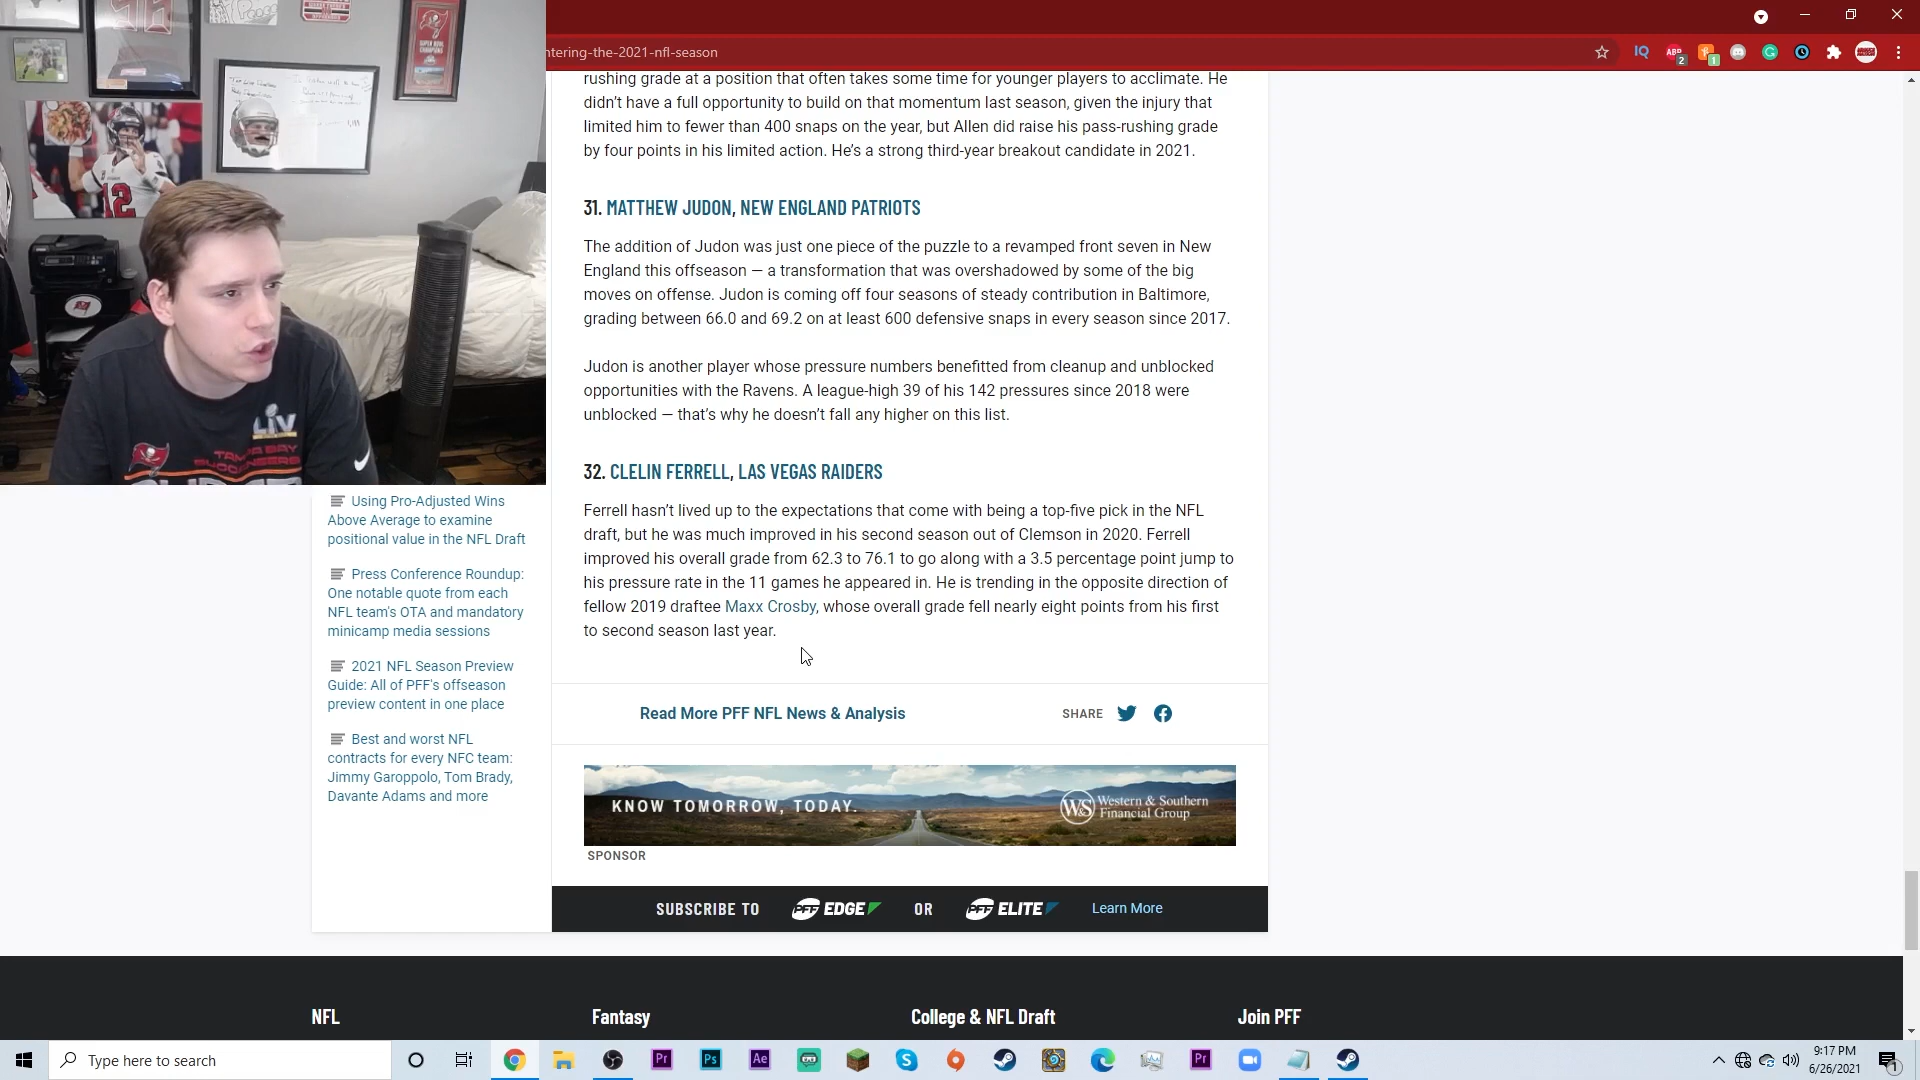 ntering-the-2021-nfl-season
rushing grade at a position that often takes some time for younger players to acclimate. He
didn’t have a full opportunity to build on that momentum last season, given the injury that
limited him to fewer than 400 snaps on the year, but Allen did raise his pass-rushing grade
by four points in his limited action. He’s a strong third-year breakout candidate in 2021.
31. MATTHEW JUDON, NEW ENGLAND PATRIOTS
The addition of Judon was just one piece of the puzzle to a revamped front seven in New
England this offseason — a transformation that was overshadowed by some of the big
moves on offense. Judon is coming off four seasons of steady contribution in Baltimore,
grading between 66.0 and 69.2 on at least 600 defensive snaps in every season since 2017.
Judon is another player whose pressure numbers benefitted from cleanup and unblocked
opportunities with the Ravens. A league-high 39 of his 142 pressures since 2018 were
unblocked — that’s why he doesn’t fall any higher on this list.
32. CLELIN FERRELL, LAS VEGAS RAIDERS
Ferrell hasn’t lived up to the expectations that come with being a top-five pick in the NFL
draft, but he was much improved in his second season out of Clemson in 2020. Ferrell
improved his overall grade from 62.3 to 76.1 to go along with a 3.5 percentage point jump to
his pressure rate in the 11 games he appeared in. He is trending in the opposite direction of
fellow 2019 draftee Maxx Crosby, whose overall grade fell nearly eight points from his first
to second season last year.
12
LIV
TAMPA BAY
BUCCANEERS
Using Pro-Adjusted Wins
Above Average to examine
positional value in the NFL Draft
Press Conference Roundup:
One notable quote from each
NFL team's OTA and mandatory
minicamp media sessions
2021 NFL Season Preview
Guide: All of PFF's offseason
preview content in one place
Best and worst NFL
contracts for every NFC team:
Jimmy Garoppolo, Tom Brady,
Davante Adams and more
Read More PFF NFL News & Analysis
SHARE
KNOW TOMORROW, TODAY.
W&S Western & Southern
Financial Group
SPONSOR
SUBSCRIBE TO PFF EDGE OR PFF ELITE Learn More
NFL Fantasy College & NFL Draft Join PFF
Type here to search
Pr Ps Ae Pr
9:17 PM
6/26/2021
IQ ABP 2 1
1